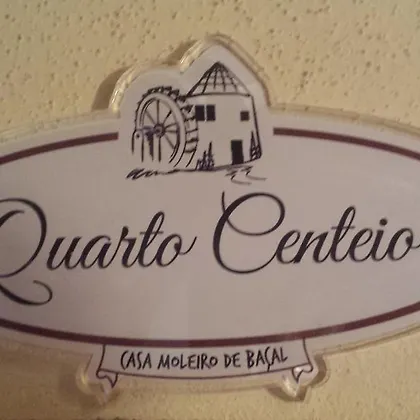 Quarto Centeio
CASA MOLEIRO DE BAÇAL